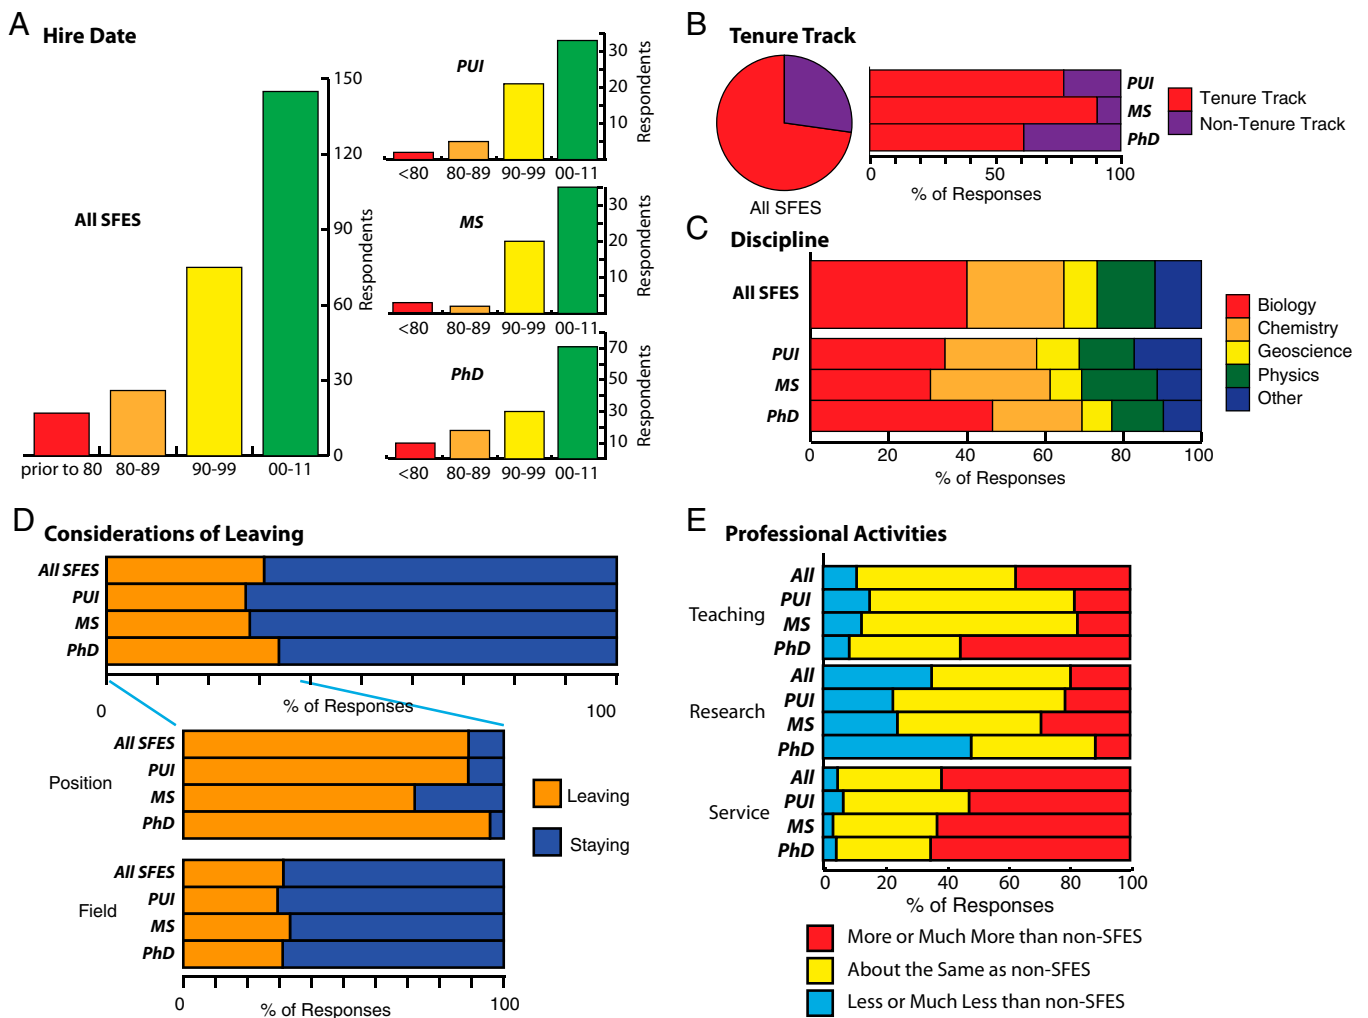 A
Hire Date
All SFES
150
120
90
60
30
0
Respondents
prior to 80 80-89 90-99 00-11
PUI
30
20
10
Respondents
<80 80-89 90-99 00-11
MS
30
20
10
Respondents
<80 80-89 90-99 00-11
PhD
70
50
30
10
Respondents
<80 80-89 90-99 00-11
B
Tenure Track
All SFES
PUI
MS
PhD
0 50 100
% of Responses
Tenure Track
Non-Tenure Track
C
Discipline
All SFES
PUI
MS
PhD
0 20 40 60 80 100
% of Responses
Biology
Chemistry
Geoscience
Physics
Other
D
Considerations of Leaving
All SFES
PUI
MS
PhD
0 % of Responses 100
Position
All SFES
PUI
MS
PhD
Leaving
Staying
Field
All SFES
PUI
MS
PhD
0 100
% of Responses
E
Professional Activities
Teaching
All
PUI
MS
PhD
Research
All
PUI
MS
PhD
Service
All
PUI
MS
PhD
0 20 40 60 80 100
% of Responses
More or Much More than non-SFES
About the Same as non-SFES
Less or Much Less than non-SFES